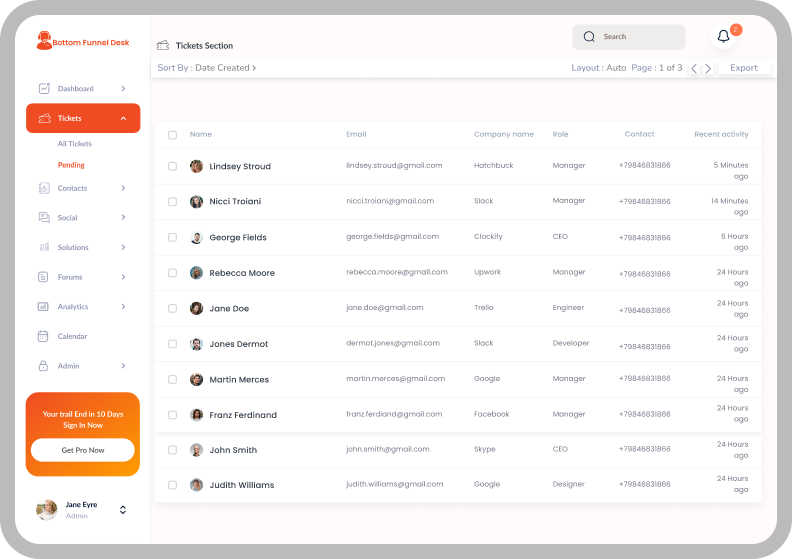 Bottom Funnel Desk
Tickets Section
Search
2
Sort By : Date Created >
Layout : Auto Page : 1 of 3 < > Export
Dashboard
Tickets
All Tickets
Pending
Contacts
Social
Solutions
Forums
Analytics
Calendar
Admin
Your trail End in 10 Days
Sign In Now
Get Pro Now
Jane Eyre
Admin
Name Email Company name Role Contact Recent activity
Lindsey Stroud lindsey.stroud@gmail.com Hatchbuck Manager +79846831866 5 Minutes
ago
Nicci Troiani nicci.troiani@gmail.com Slack Manager +79846831866 14 Minutes
ago
George Fields george.fields@gmail.com Clockify CEO +79846831866 6 Hours
ago
Rebecca Moore rebecca.moore@gmail.com Upwork Manager +79846831866 24 Hours
ago
Jane Doe jane.doe@gmail.com Trello Engineer +79846831866 24 Hours
ago
Jones Dermot dermot.jones@gmail.com Slack Developer +79846831866 24 Hours
ago
Martin Merces martin.merces@gmail.com Google Manager +79846831866 24 Hours
ago
Franz Ferdinand franz.ferdiand@gmail.com Facebook Manager +79846831866 24 Hours
ago
John Smith john.smith@gmail.com Skype CEO +79846831866 24 Hours
ago
Judith Williams judith.williams@gmail.com Google Designer +79846831866 24 Hours
ago